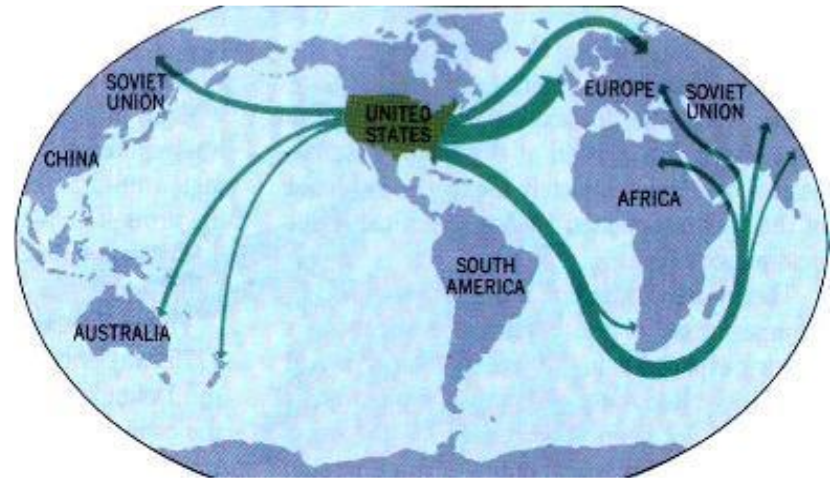 SOVIET
UNION
CHINA
UNITED
STATES
EUROPE
SOVIET
UNION
AFRICA
SOUTH
AMERICA
AUSTRALIA